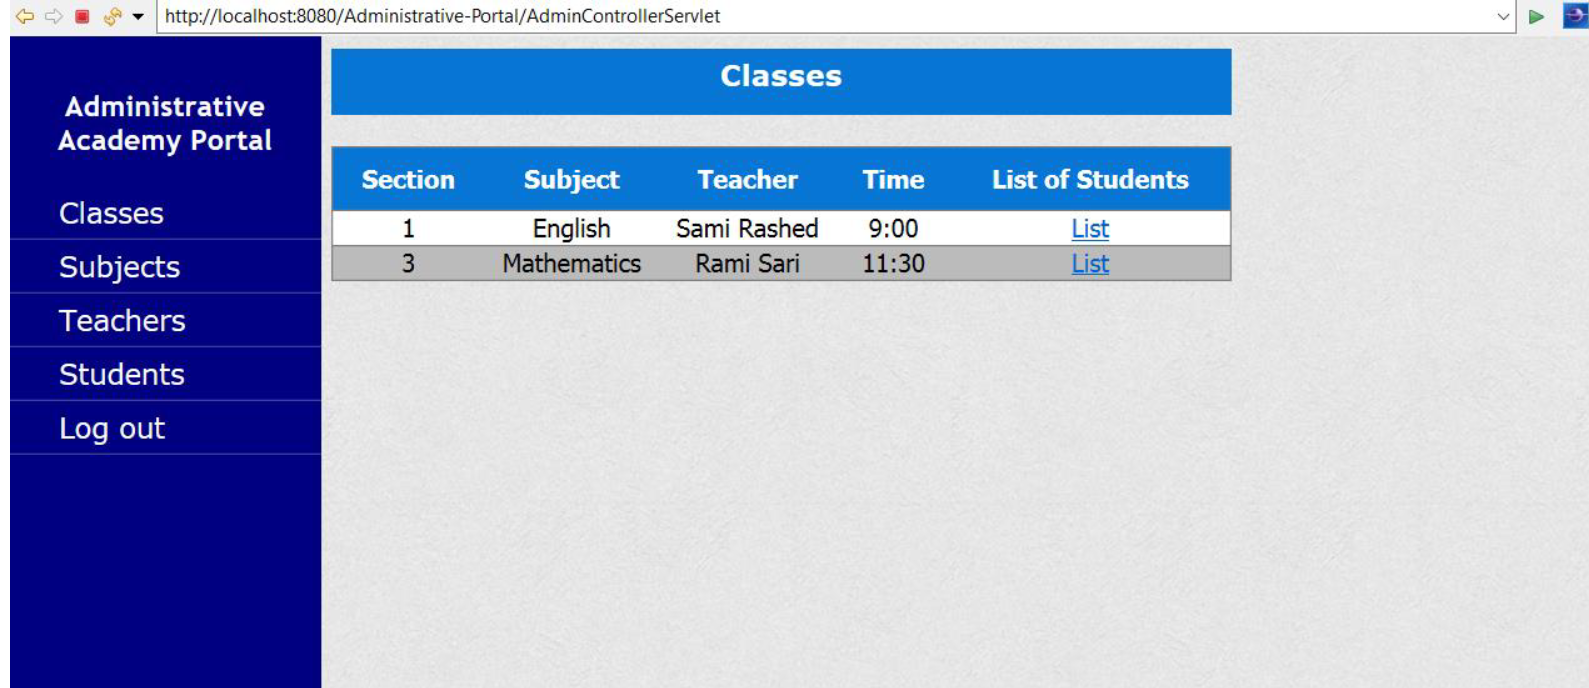 http://localhost:8080/Administrative-Portal/AdminControllerServlet
Administrative
Academy Portal
Classes
Subjects
Teachers
Students
Log out
Classes
Section Subject Teacher Time List of Students
1 English Sami Rashed 9:00 List
3 Mathematics Rami Sari 11:30 List